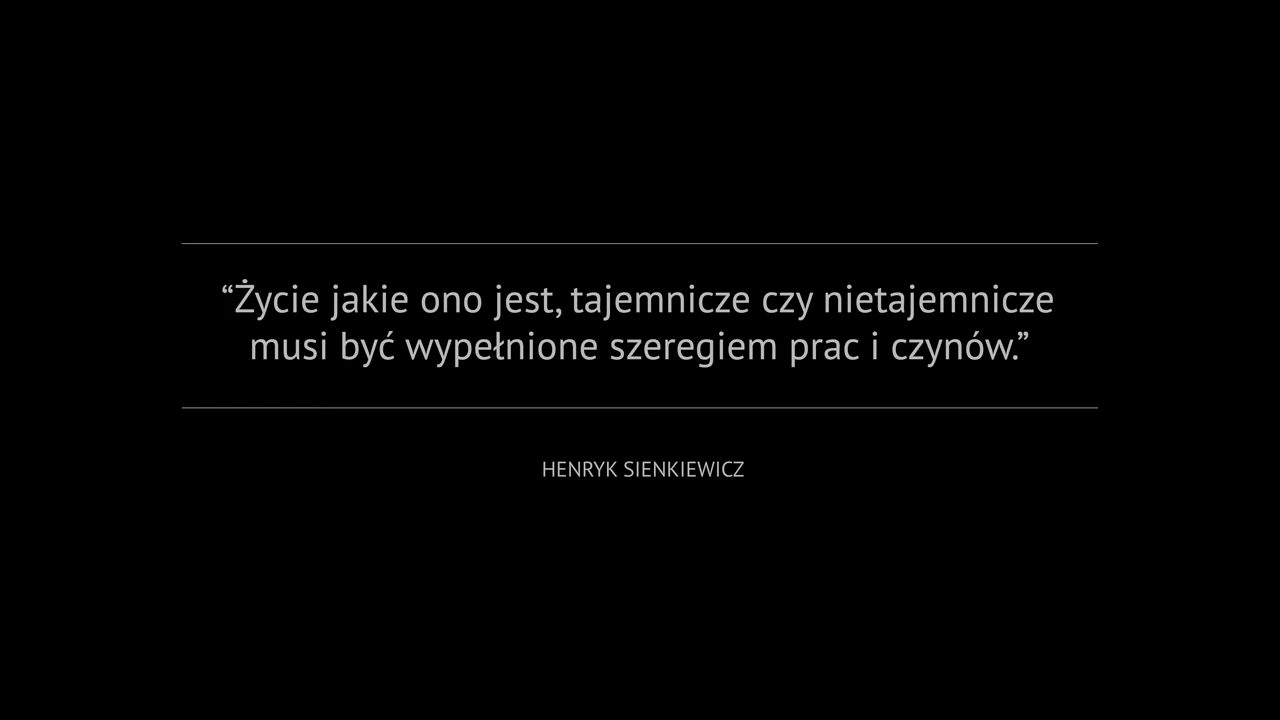 “Życie jakie ono jest, tajemnicze czy nietajemnicze
musi być wypełnione szeregiem prac i czynów.”
HENRYK SIENKIEWICZ